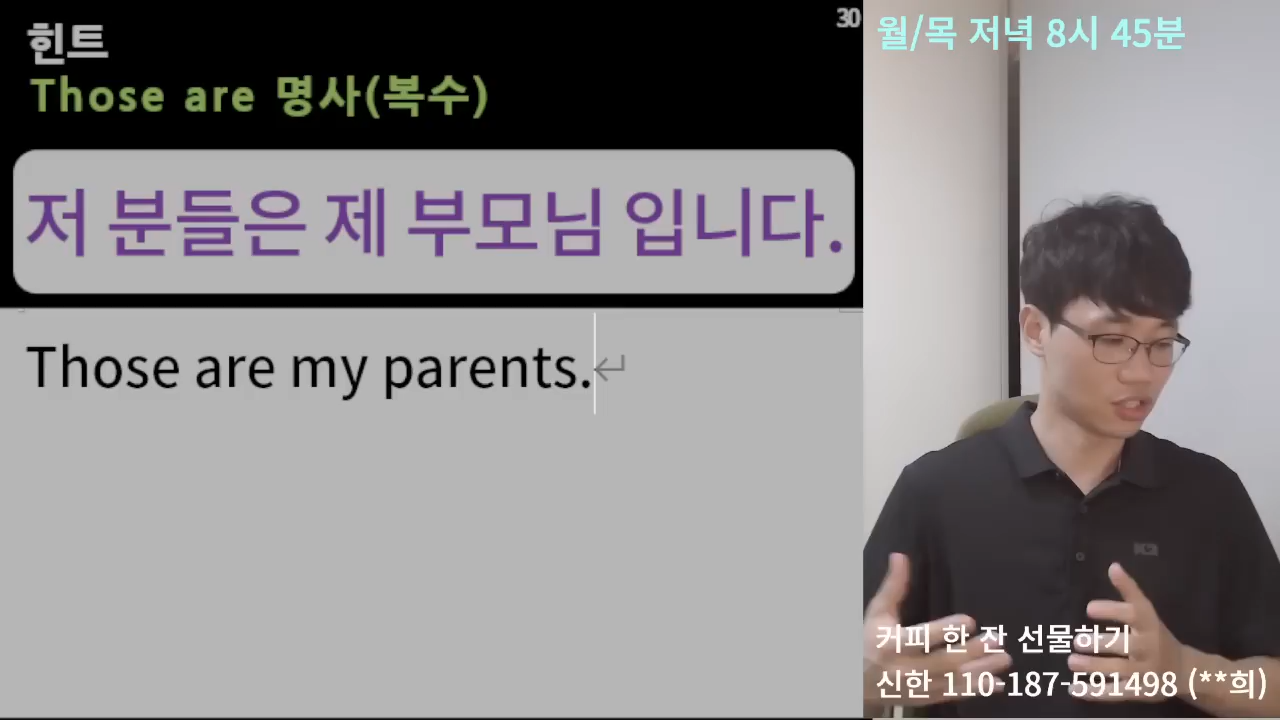 힌트
30
Those are 명사(복수)
저 분들은 제 부모님 입니다.
Those are my parents.↵
월/목 저녁 8시 45분
커피 한 잔 선물하기
신한 110-187-591498 (**희)